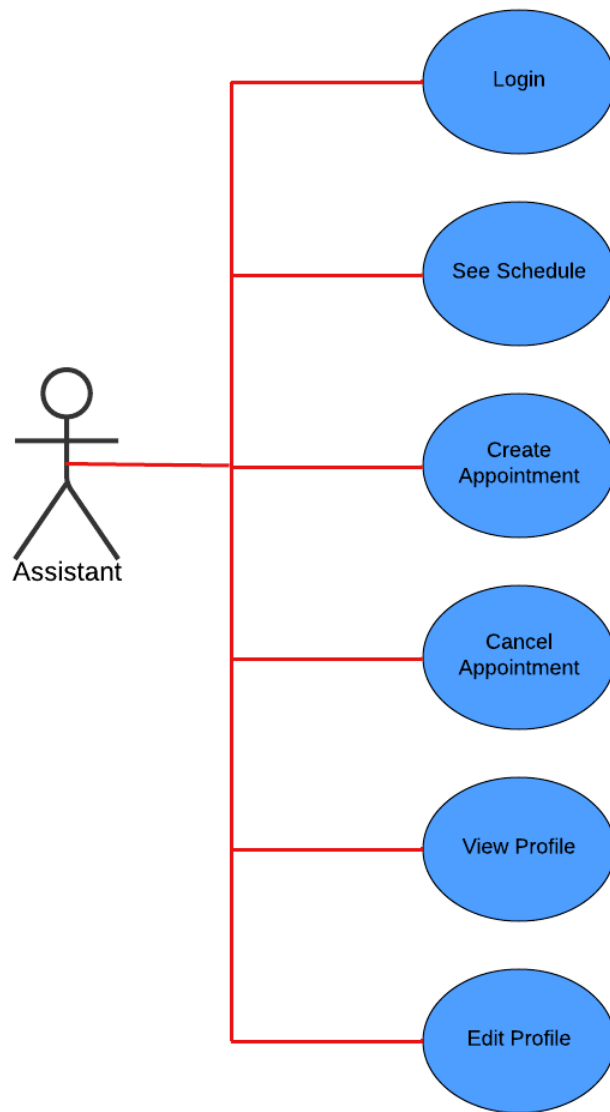 Login
See Schedule
Create
Appointment
Assistant
Cancel
Appointment
View Profile
Edit Profile